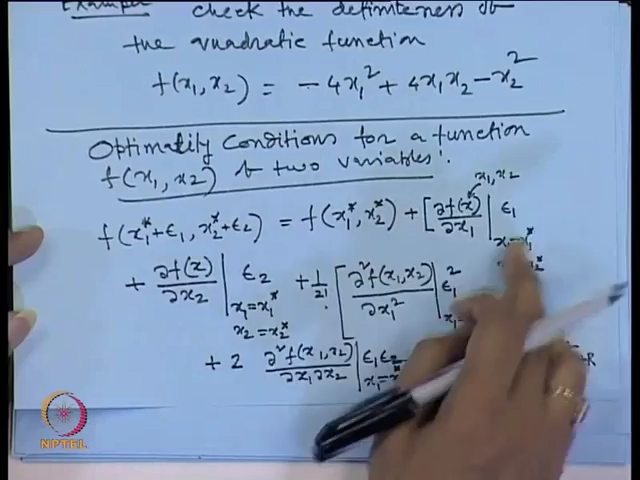 Example check the definiteness of
the quadratic function
f(x₁, x₂) = -4x₁² + 4x₁x₂ - x₂²
Optimality Conditions for a function
f(x₁, x₂) of two variables:
x₁, x₂
f(x₁* + ε₁, x₂* + ε₂) = f(x₁*, x₂*) + [∂f(x)/∂x₁ | ε₁
+ ∂f(x)/∂x₂ | ε₂ + 1/2! [∂²f(x₁, x₂)/∂x₁² | ε₁²
x₁ = x₁*
x₂ = x₂*
+ 2 ∂²f(x₁, x₂)/∂x₁∂x₂ | ε₁ε₂
+R
NPTEL